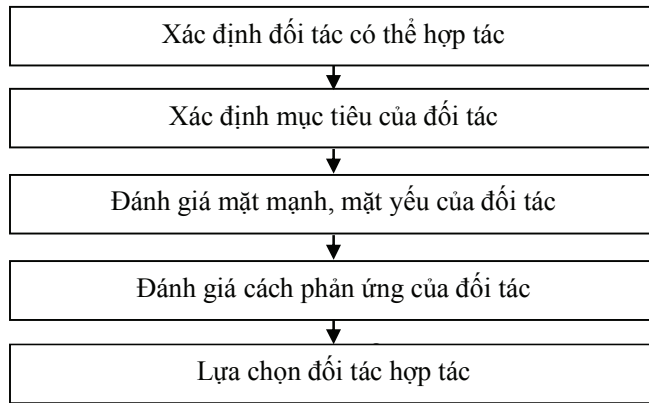 Xác định đối tác có thể hợp tác
Xác định mục tiêu của đối tác
Đánh giá mặt mạnh, mặt yếu của đối tác
Đánh giá cách phản ứng của đối tác
Lựa chọn đối tác hợp tác